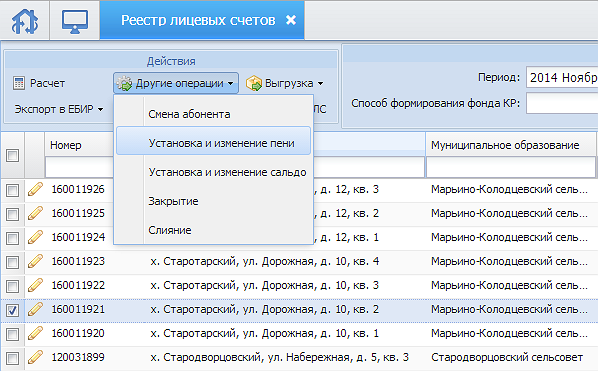 Реестр лицевых счетов
Действия
Расчет Другие операции Выгрузка
Экспорт в ЕБИР ЛС
Период: 2014 Ноябр
Способ формирования фонда КР:
Смена абонента
Установка и изменение пени
Установка и изменение сальдо
Закрытие
Слияние
Номер Муниципальное образование
160011926 , д. 12, кв. 3 Марьино-Колодцевский сель...
160011925 , д. 12, кв. 2 Марьино-Колодцевский сель...
160011924 , д. 12, кв. 1 Марьино-Колодцевский сель...
160011923 х. Старотарский, ул. Дорожная, д. 10, кв. 4 Марьино-Колодцевский сель...
160011922 х. Старотарский, ул. Дорожная, д. 10, кв. 3 Марьино-Колодцевский сель...
160011921 х. Старотарский, ул. Дорожная, д. 10, кв. 2 Марьино-Колодцевский сель...
160011920 х. Старотарский, ул. Дорожная, д. 10, кв. 1 Марьино-Колодцевский сель...
120031899 х. Стародворцовский, ул. Набережная, д. 5, кв. 3 Стародворцовский сельсовет